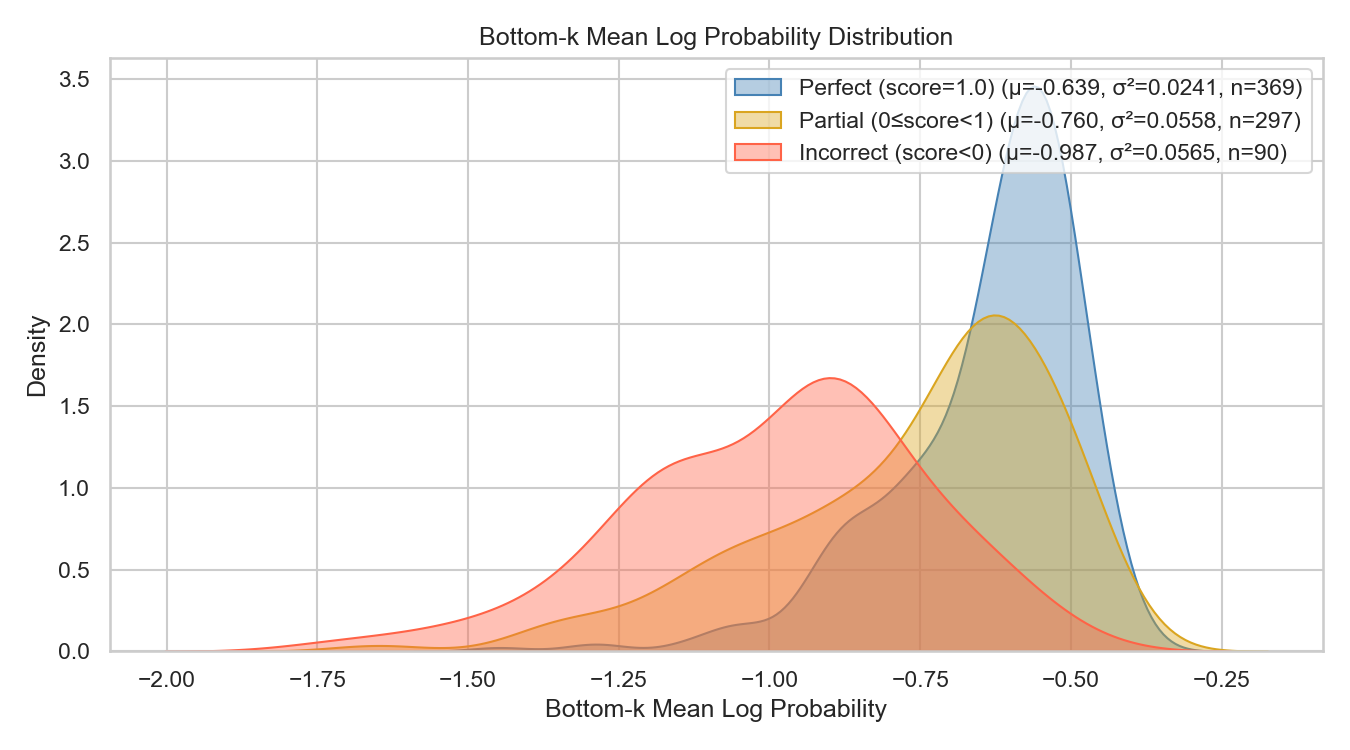 Bottom-k Mean Log Probability Distribution
Perfect (score=1.0) (μ=-0.639, σ²=0.0241, n=369)
Partial (0≤score<1) (μ=-0.760, σ²=0.0558, n=297)
Incorrect (score<0) (μ=-0.987, σ²=0.0565, n=90)
3.5
3.0
2.5
2.0
1.5
1.0
0.5
0.0
Density
−2.00 −1.75 −1.50 −1.25 −1.00 −0.75 −0.50 −0.25
Bottom-k Mean Log Probability